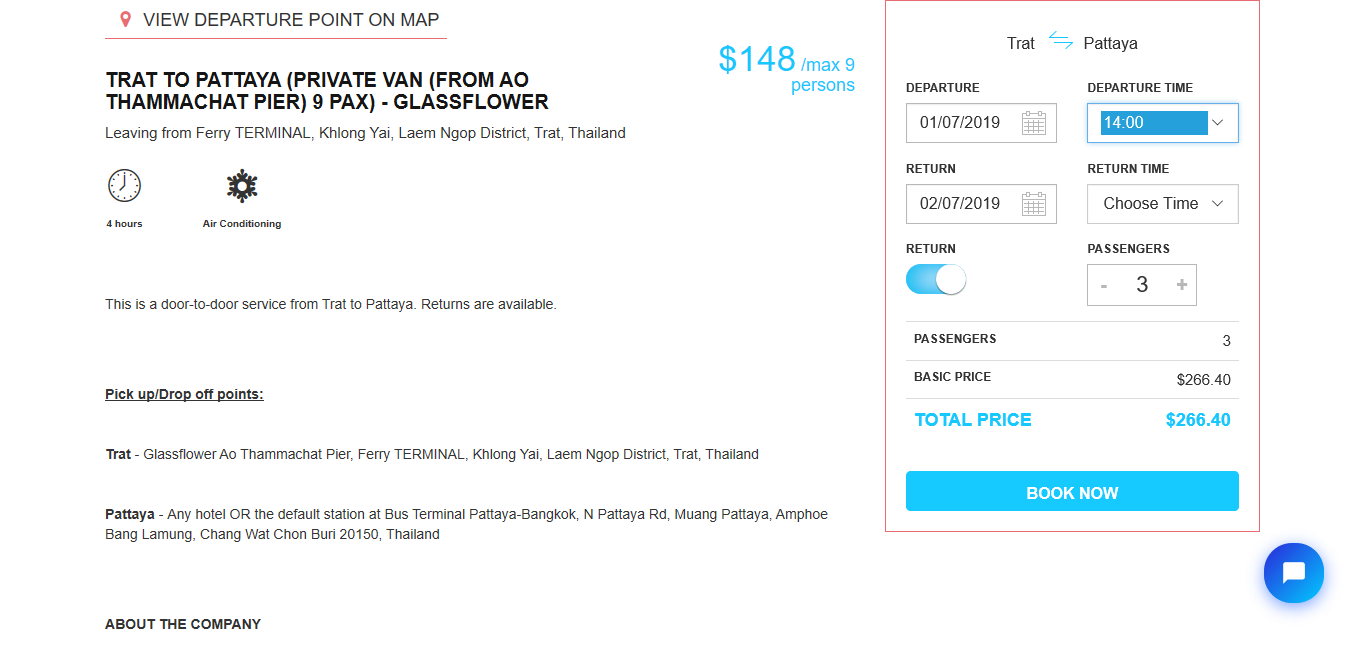 VIEW DEPARTURE POINT ON MAP
$148 /max 9
persons
TRAT TO PATTAYA (PRIVATE VAN (FROM AO
THAMMACHAT PIER) 9 PAX) - GLASSFLOWER
Leaving from Ferry TERMINAL, Khlong Yai, Laem Ngop District, Trat, Thailand
4 hours
Air Conditioning
This is a door-to-door service from Trat to Pattaya. Returns are available.
Pick up/Drop off points:
Trat - Glassflower Ao Thammachat Pier, Ferry TERMINAL, Khlong Yai, Laem Ngop District, Trat, Thailand
Pattaya - Any hotel OR the default station at Bus Terminal Pattaya-Bangkok, N Pattaya Rd, Muang Pattaya, Amphoe
Bang Lamung, Chang Wat Chon Buri 20150, Thailand
ABOUT THE COMPANY
Trat Pattaya
DEPARTURE DEPARTURE TIME
01/07/2019 14:00
RETURN RETURN TIME
02/07/2019 Choose Time
RETURN PASSENGERS
- 3 +
PASSENGERS 3
BASIC PRICE $266.40
TOTAL PRICE $266.40
BOOK NOW